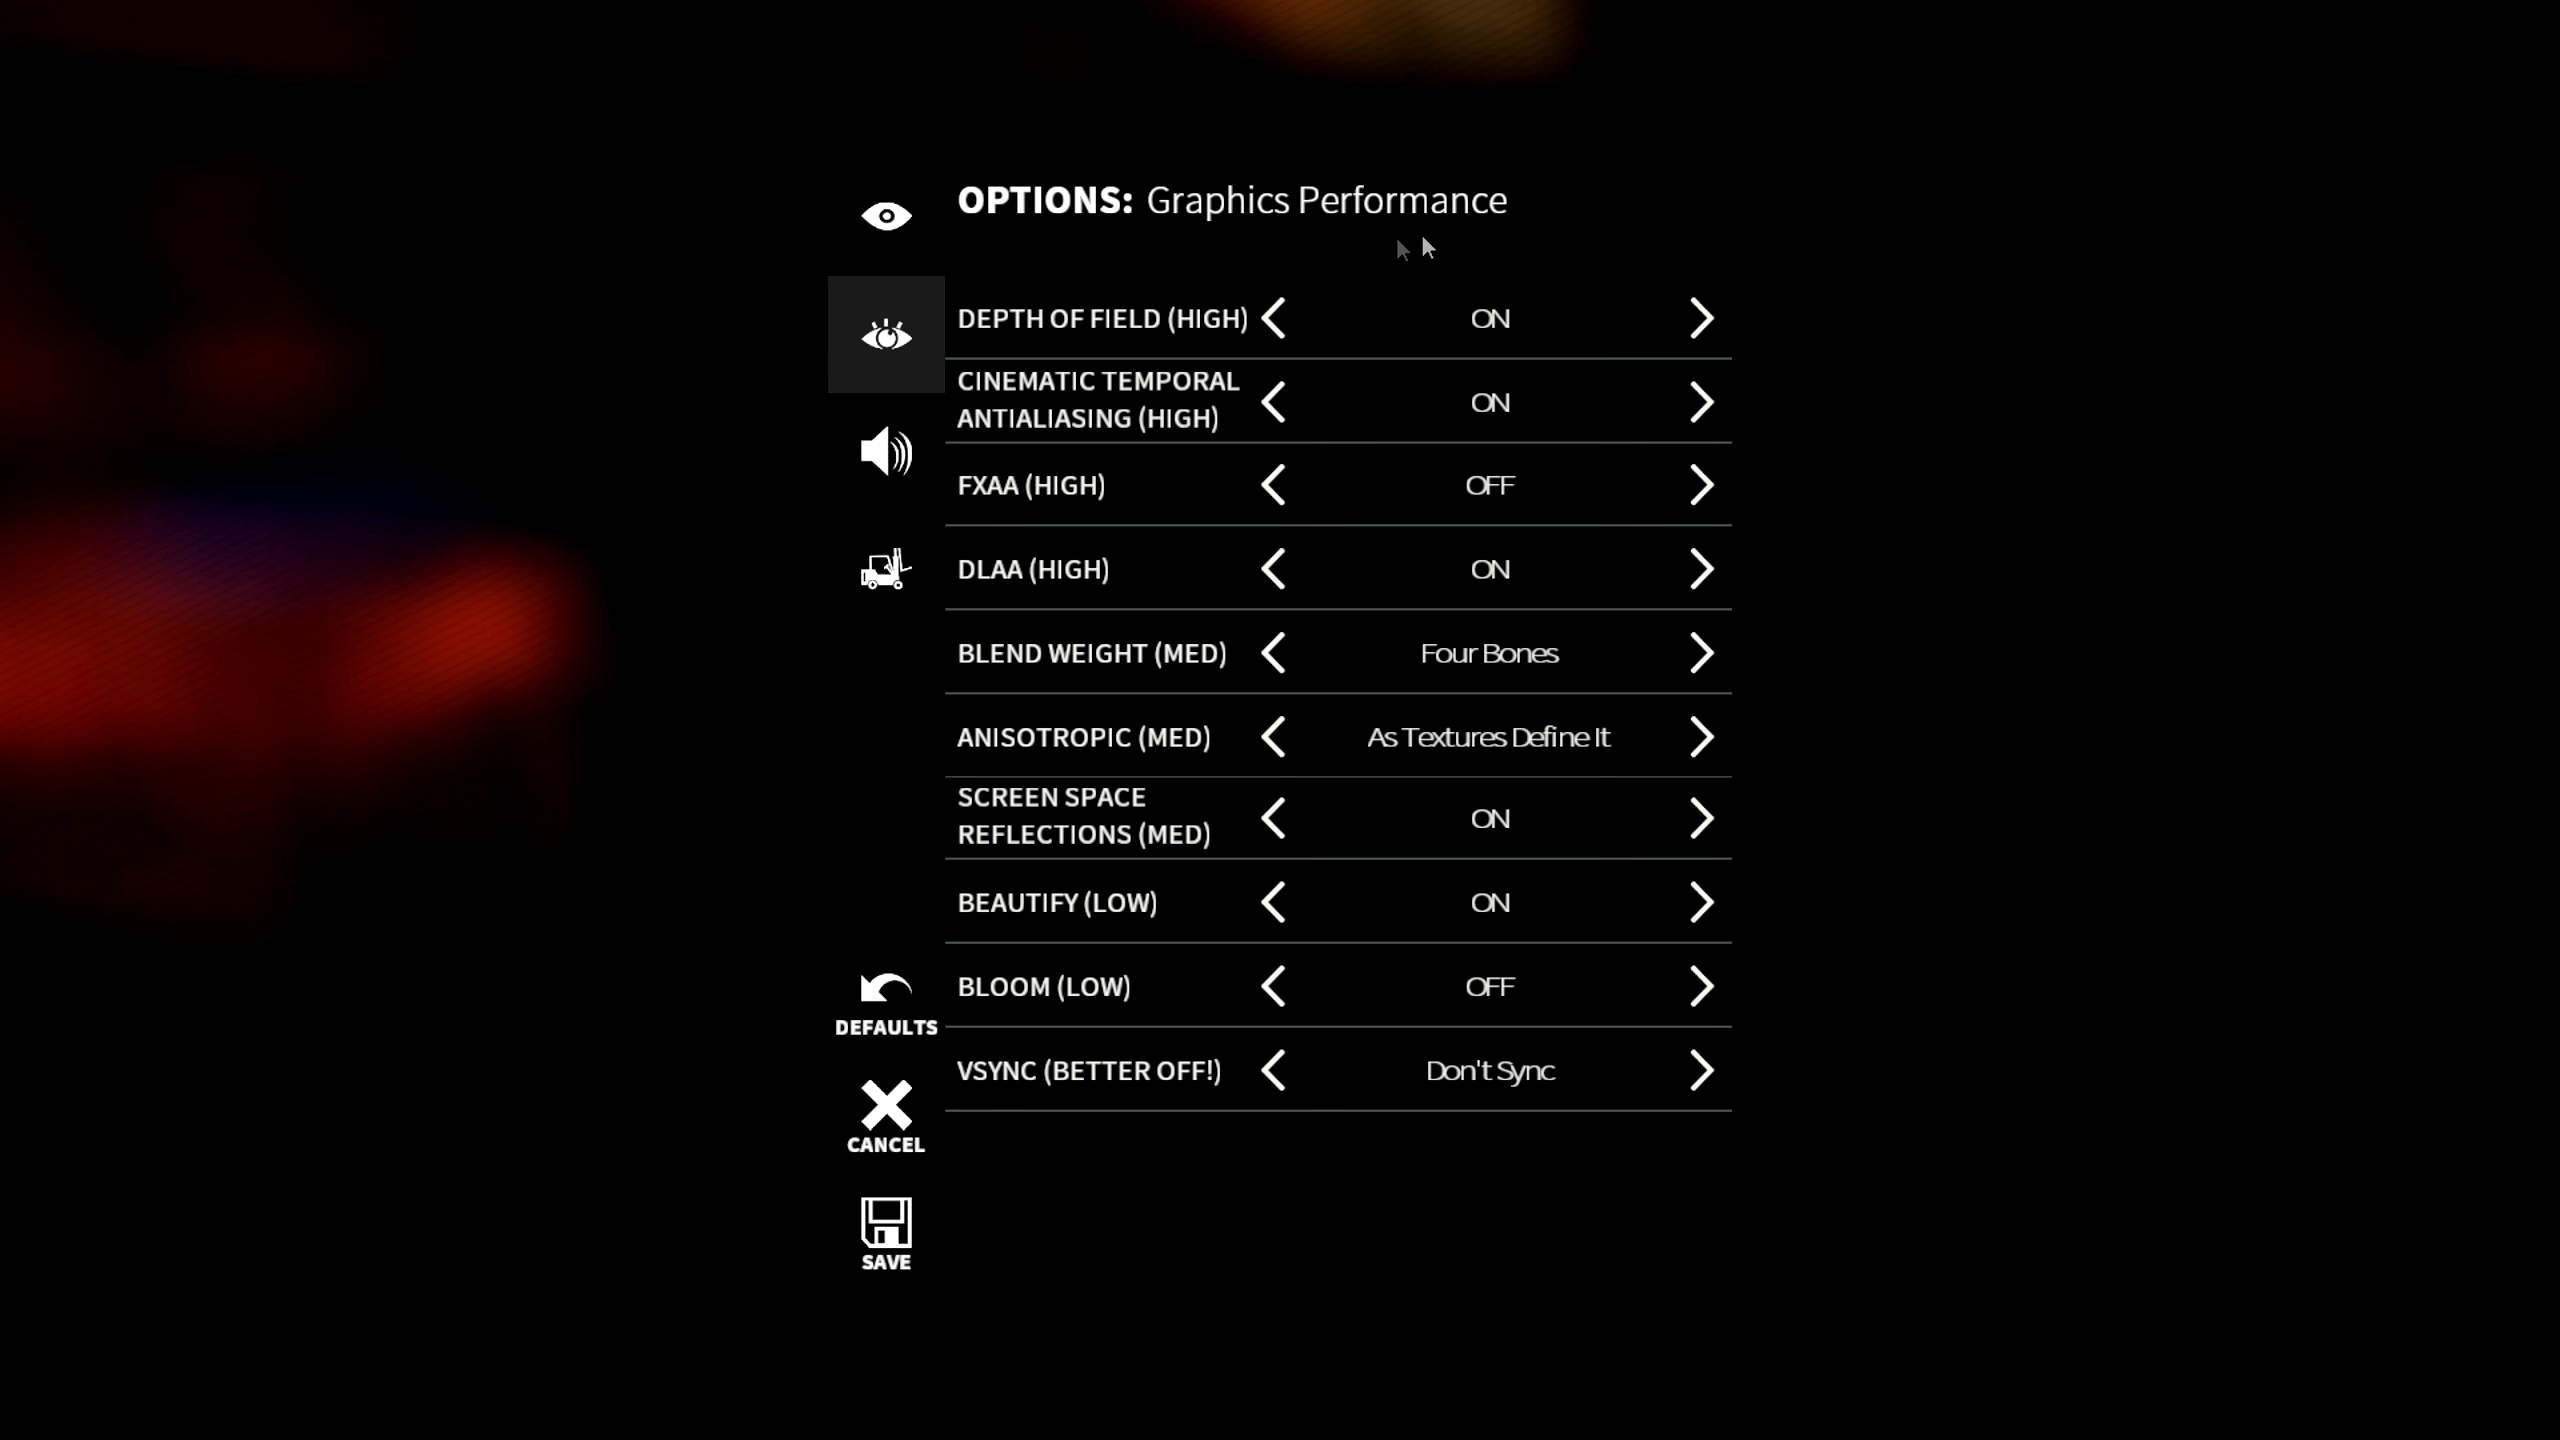 OPTIONS: Graphics Performance
DEPTH OF FIELD (HIGH) ON
CINEMATIC TEMPORAL
ANTIALIASING (HIGH) ON
FXAA (HIGH) OFF
DLAA (HIGH) ON
BLEND WEIGHT (MED) Four Bones
ANISOTROPIC (MED) As Textures Define It
SCREEN SPACE
REFLECTIONS (MED) ON
BEAUTIFY (LOW) ON
BLOOM (LOW) OFF
VSYNC (BETTER OFF!) Don't Sync
DEFAULTS
CANCEL
SAVE